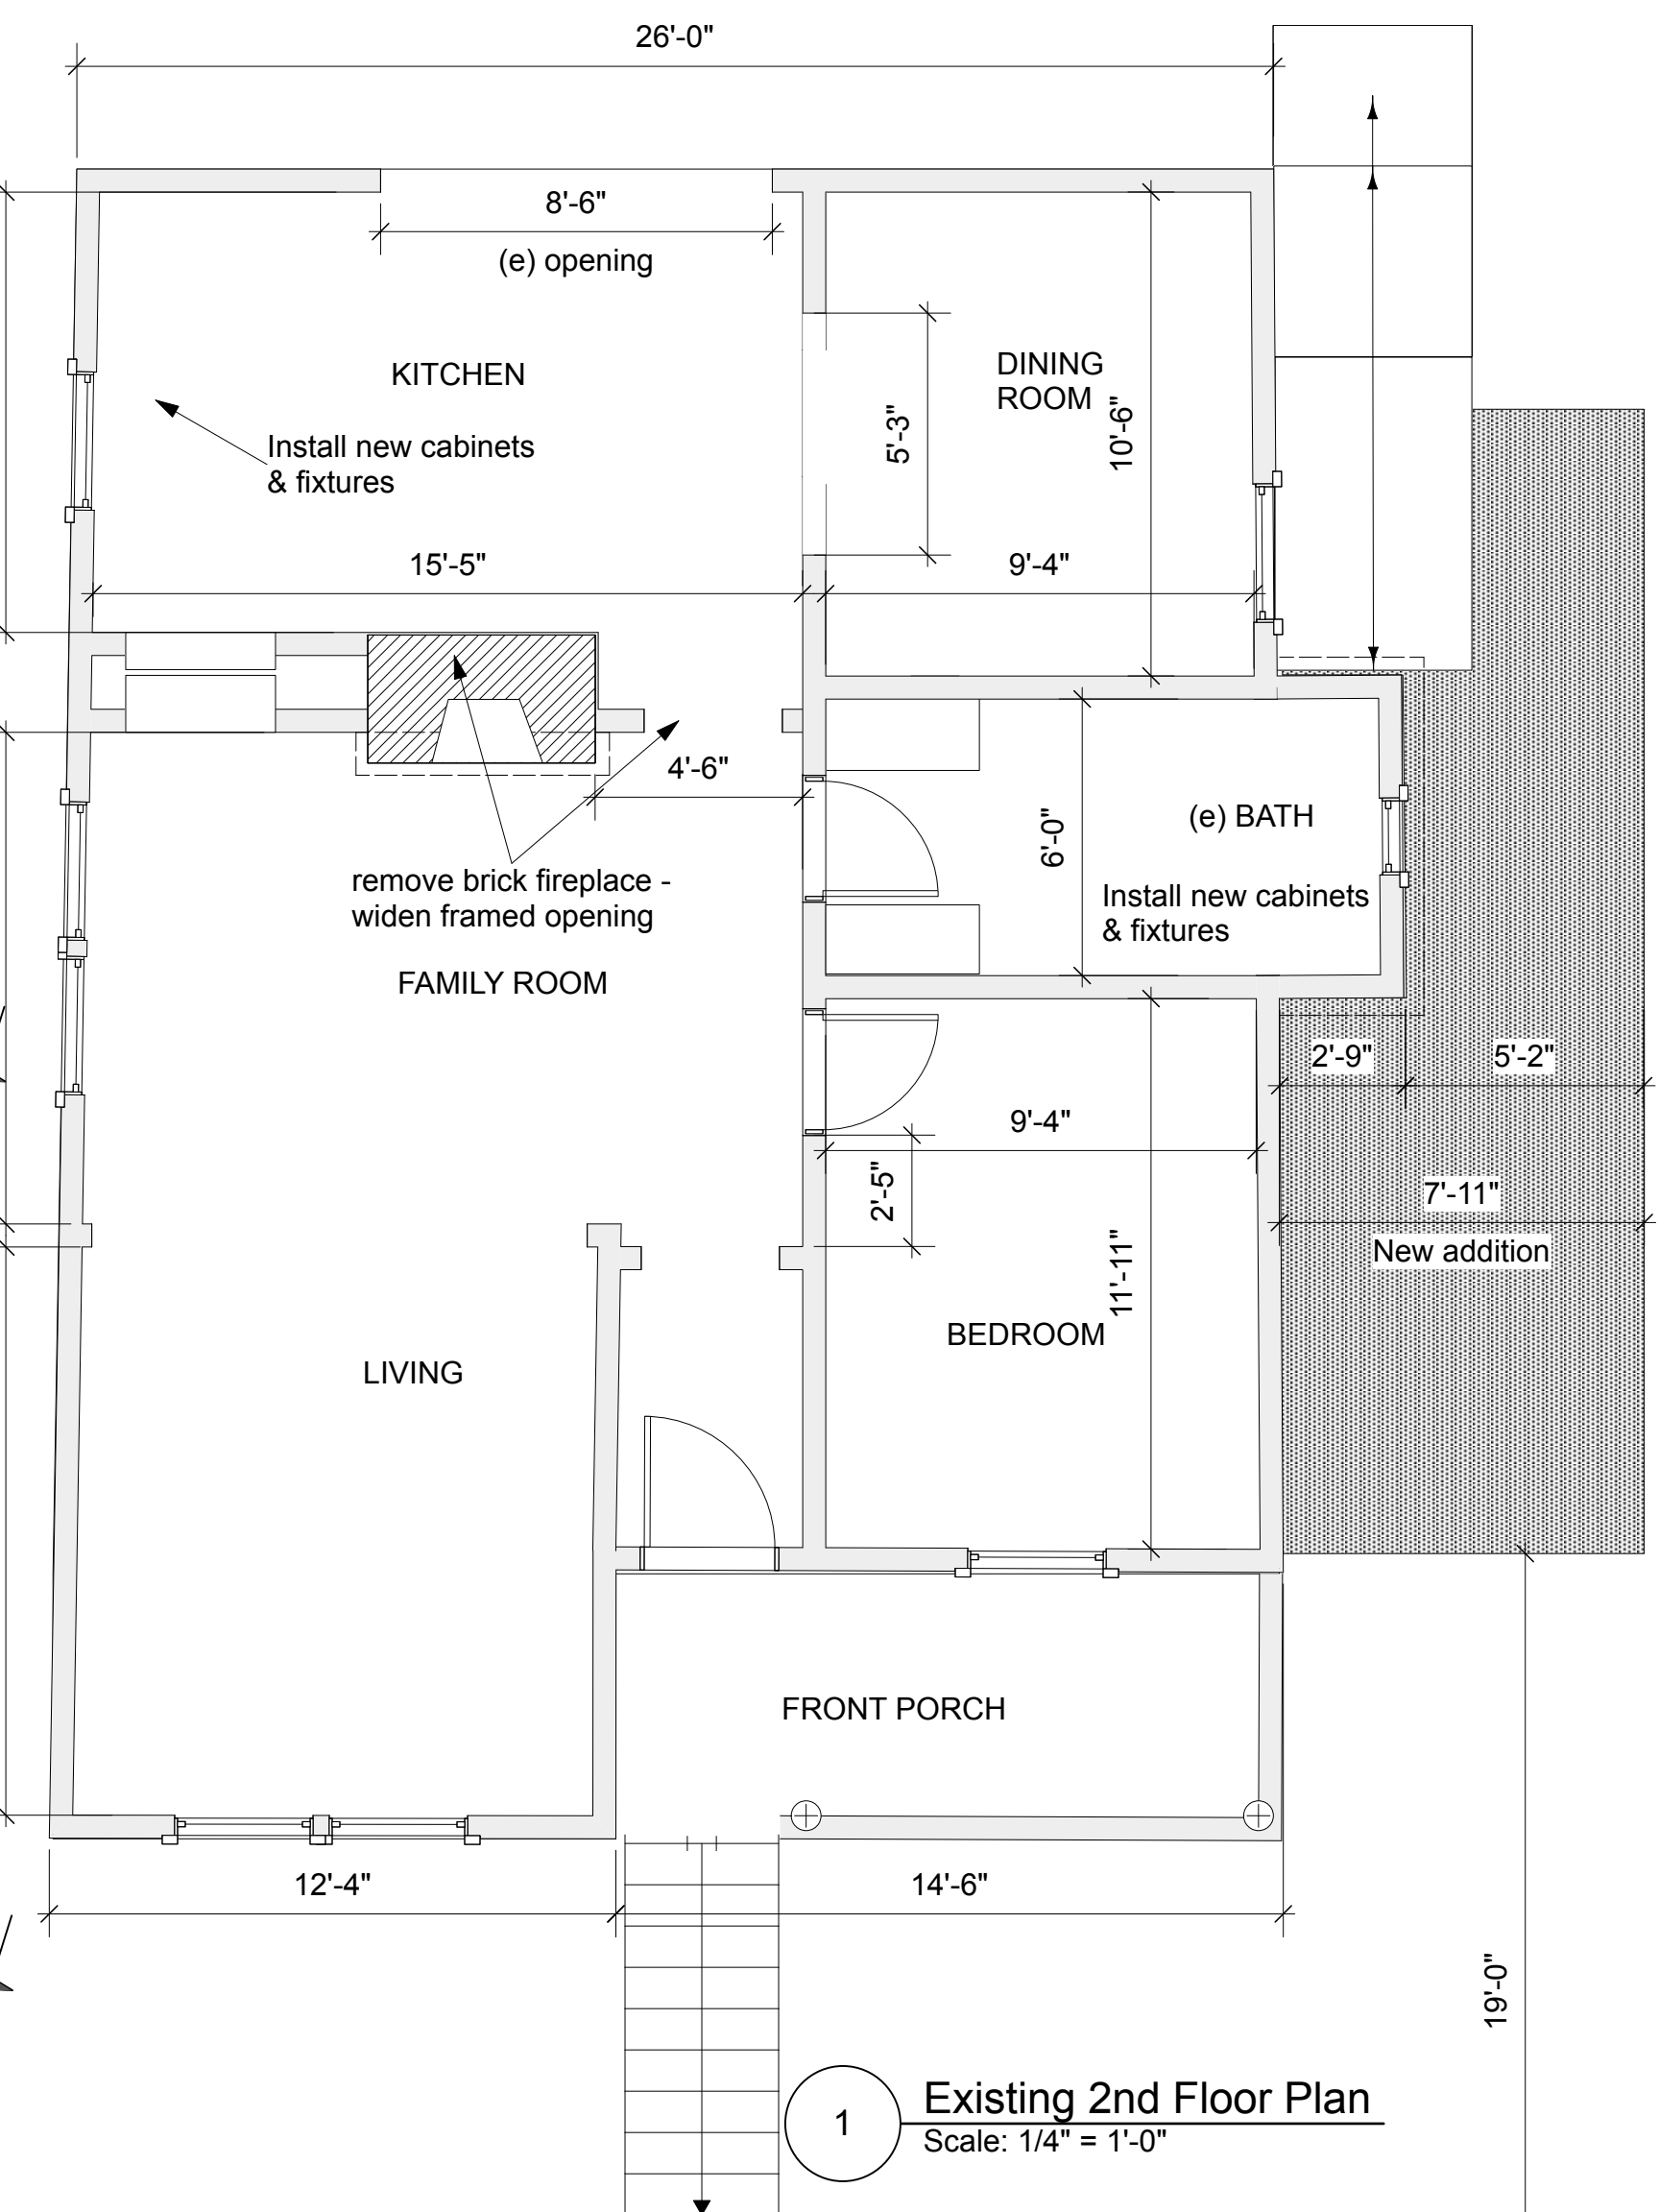 26'-0"
8'-6"
(e) opening
KITCHEN
DINING
ROOM
10'-6"
5'-3"
Install new cabinets
& fixtures
15'-5"
9'-4"
4'-6"
6'-0"
(e) BATH
remove brick fireplace -
widen framed opening
Install new cabinets
& fixtures
FAMILY ROOM
2'-9"
5'-2"
9'-4"
2'-5"
7'-11"
New addition
11'-11"
BEDROOM
LIVING
FRONT PORCH
12'-4"
14'-6"
19'-0"
1
Existing 2nd Floor Plan
Scale: 1/4" = 1'-0"